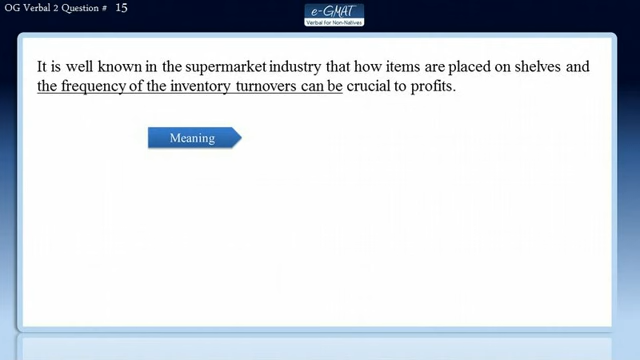 OG Verbal 2 Question # 15
e-GMAT
Verbal for Non-Natives
It is well known in the supermarket industry that how items are placed on shelves and
the frequency of the inventory turnovers can be crucial to profits.
Meaning